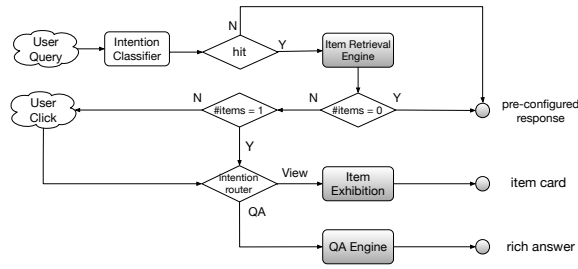 N
User
Query
Intention
Classifier
hit
Y
Item Retrieval
Engine
User
Click
N
#items = 1
N
#items = 0
Y
pre-configured
response
Y
Intention
router
View
Item
Exhibition
item card
QA
QA Engine
rich answer